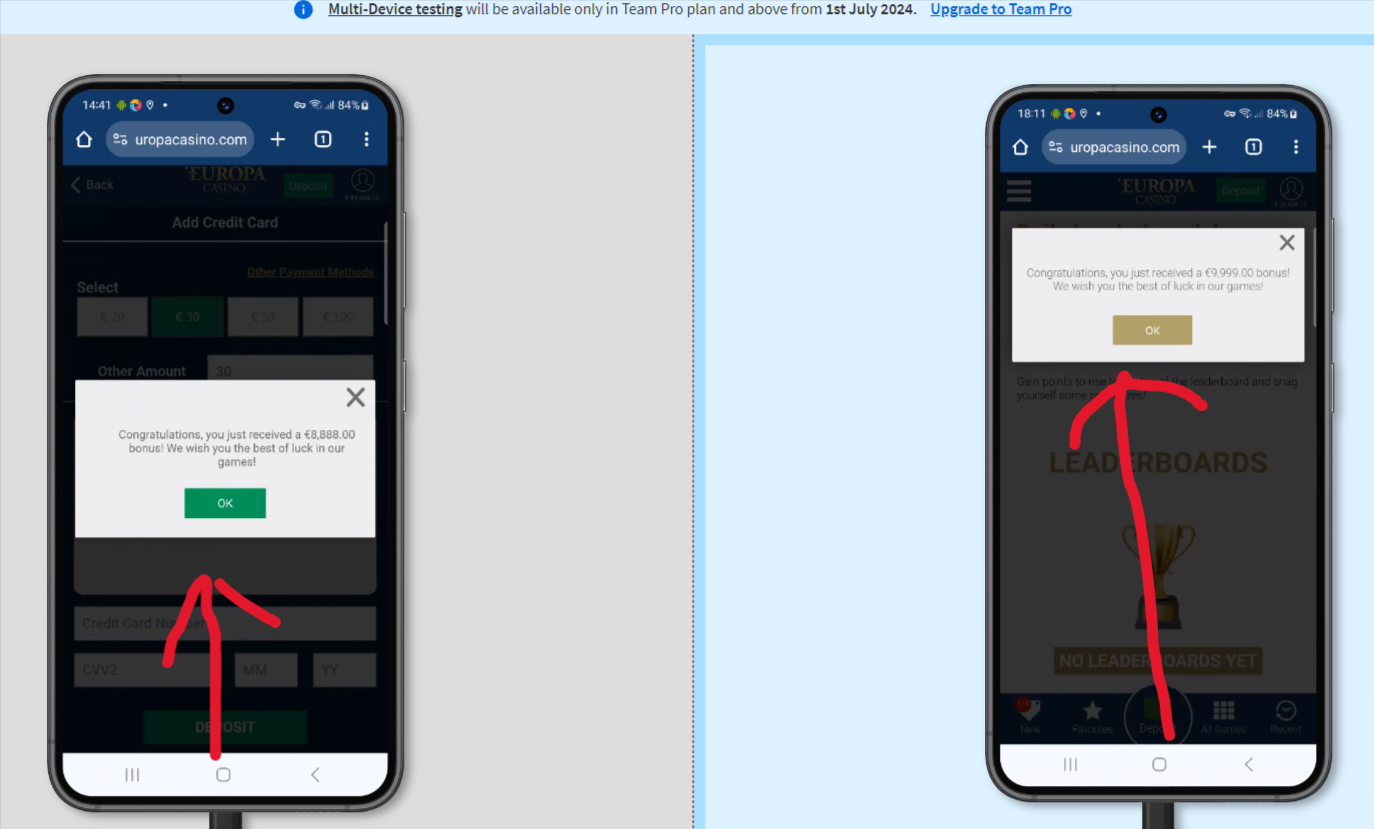 Multi-Device testing will be available only in Team Pro plan and above from 1st July 2024. Upgrade to Team Pro
14:41
84%
uropacasino.com
1
Back
EUROPA
CASINO
Deposit
Add Credit Card
Other Payment Methods
Select
€ 20
€ 30
€ 50
€ 100
Other Amount
30
Congratulations, you just received a €8,888.00
bonus! We wish you the best of luck in our
games!
OK
Credit Card Number
CVV2
MM
YY
DEPOSIT
18:11
84%
uropacasino.com
1
EUROPA
CASINO
Deposit
Congratulations, you just received a €9,999.00 bonus!
We wish you the best of luck in our games!
OK
Gain points to rise of the leaderboard and snag
yourself some
LEADERBOARDS
NO LEADERBOARDS YET
New
Favorites
Deposit
All Games
Recent